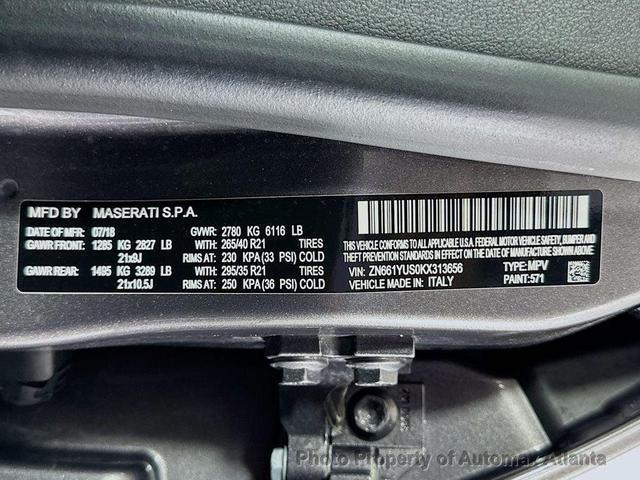 MFD BY MASERATI S.P.A.
DATE OF MFR: 07/18 GVWR: 2780 KG 6116 LB
GAWR FRONT: 1285 KG 2827 LB WITH: 265/40 R21 TIRES
21x9J RIMS AT: 230 KPA (33 PSI) COLD
GAWR REAR: 1495 KG 3289 LB WITH: 295/35 R21 TIRES
21x10.5J RIMS AT: 250 KPA (36 PSI) COLD
THIS VEHICLE CONFORMS TO ALL APPLICABLE
U.S. FEDERAL MOTOR VEHICLE SAFETY, BUMPER, AND
THEFT PREVENTION STANDARDS IN EFFECT ON THE
DATE OF MANUFACTURE SHOWN ABOVE.
VIN: ZN661YUS0KX313656 TYPE: MPV
VEHICLE MADE IN: ITALY PAINT: 571
Photo Property of Automax Atlanta